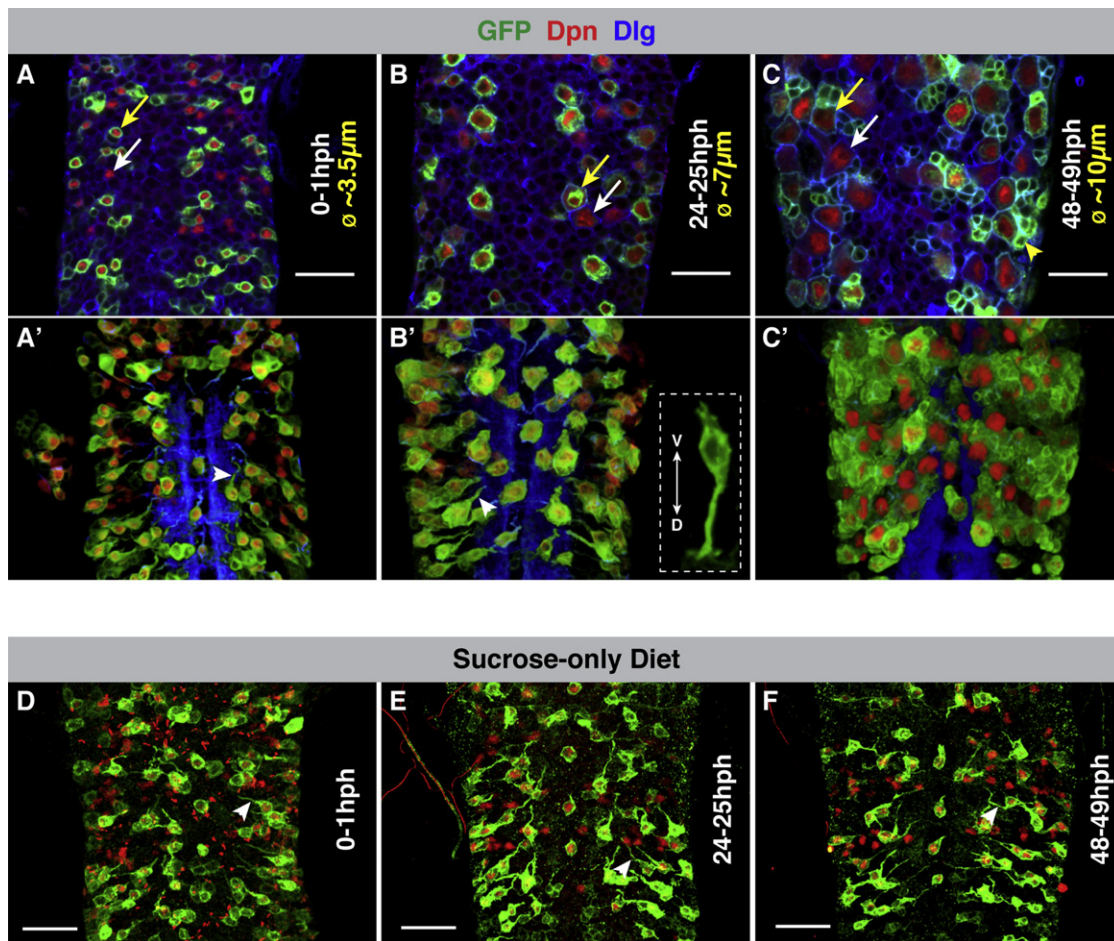 GFP Dpn Dlg
A
0-1hph
ø ~3.5µm
B
24-25hph
ø ~7µm
C
48-49hph
ø ~10µm
A'
B'
V
D
C'
Sucrose-only Diet
D
0-1hph
E
24-25hph
F
48-49hph